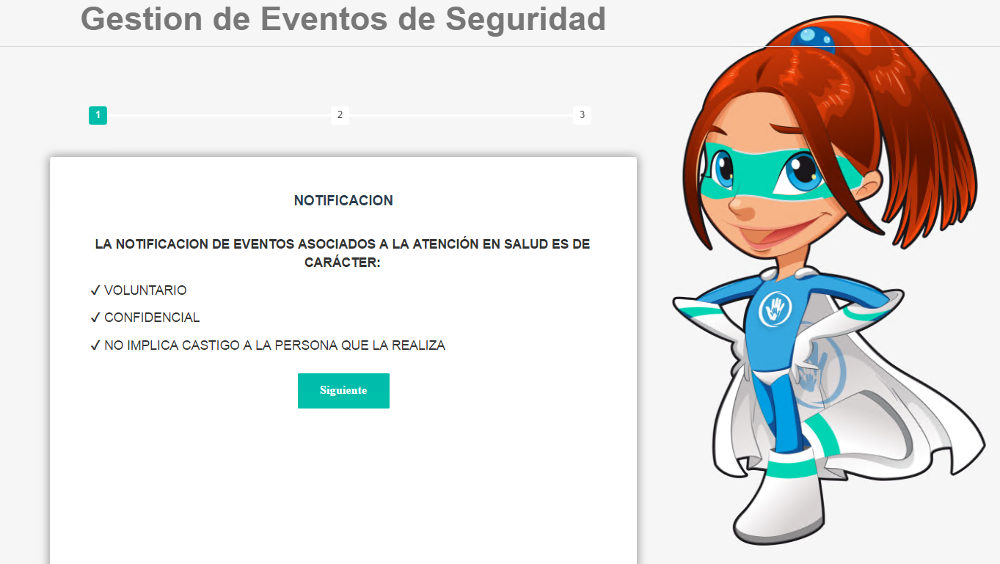 Gestion de Eventos de Seguridad
1 2 3
NOTIFICACION
LA NOTIFICACION DE EVENTOS ASOCIADOS A LA ATENCIÓN EN SALUD ES DE
CARÁCTER:
✓ VOLUNTARIO
✓ CONFIDENCIAL
✓ NO IMPLICA CASTIGO A LA PERSONA QUE LA REALIZA
Siguiente